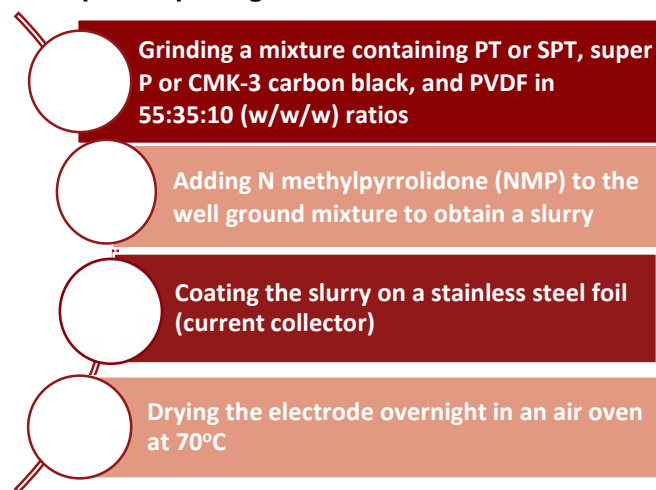 Grinding a mixture containing PT or SPT, super
P or CMK-3 carbon black, and PVDF in
55:35:10 (w/w/w) ratios
Adding N methylpyrrolidone (NMP) to the
well ground mixture to obtain a slurry
Coating the slurry on a stainless steel foil
(current collector)
Drying the electrode overnight in an air oven
at 70°C